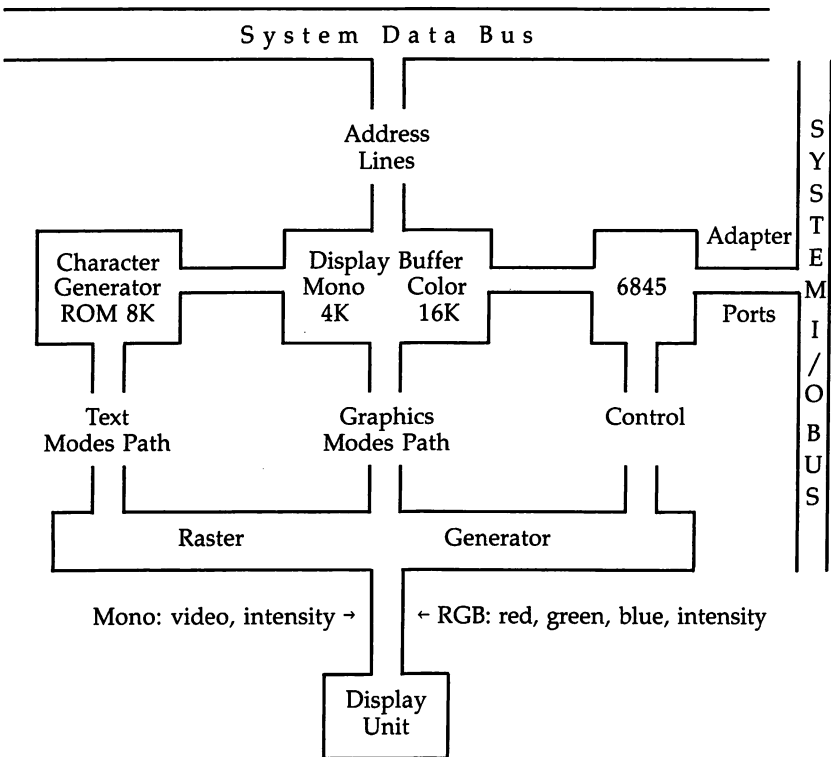 System Data Bus
Address
Lines
Character
Generator
ROM 8K
Display Buffer
Mono Color
4K 16K
6845
Adapter
Ports
SYSTEM I/O BUS
Text
Modes Path
Graphics
Modes Path
Control
Raster Generator
Mono: video, intensity →
← RGB: red, green, blue, intensity
Display
Unit